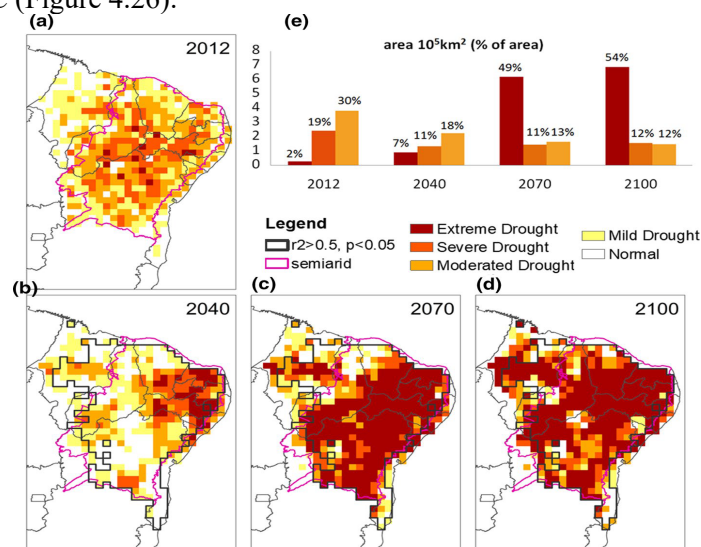 (Figure 4.26).
(a)
2012
(e)
area 10⁵km² (% of area)
8
7
6
5
4
3
2
1
0
2%
19%
30%
7%
11%
18%
49%
11%
13%
54%
12%
12%
2012
2040
2070
2100
Legend
r2>0.5, p<0.05
semiarid
Extreme Drought
Severe Drought
Moderated Drought
Mild Drought
Normal
(b)
2040
(c)
2070
(d)
2100